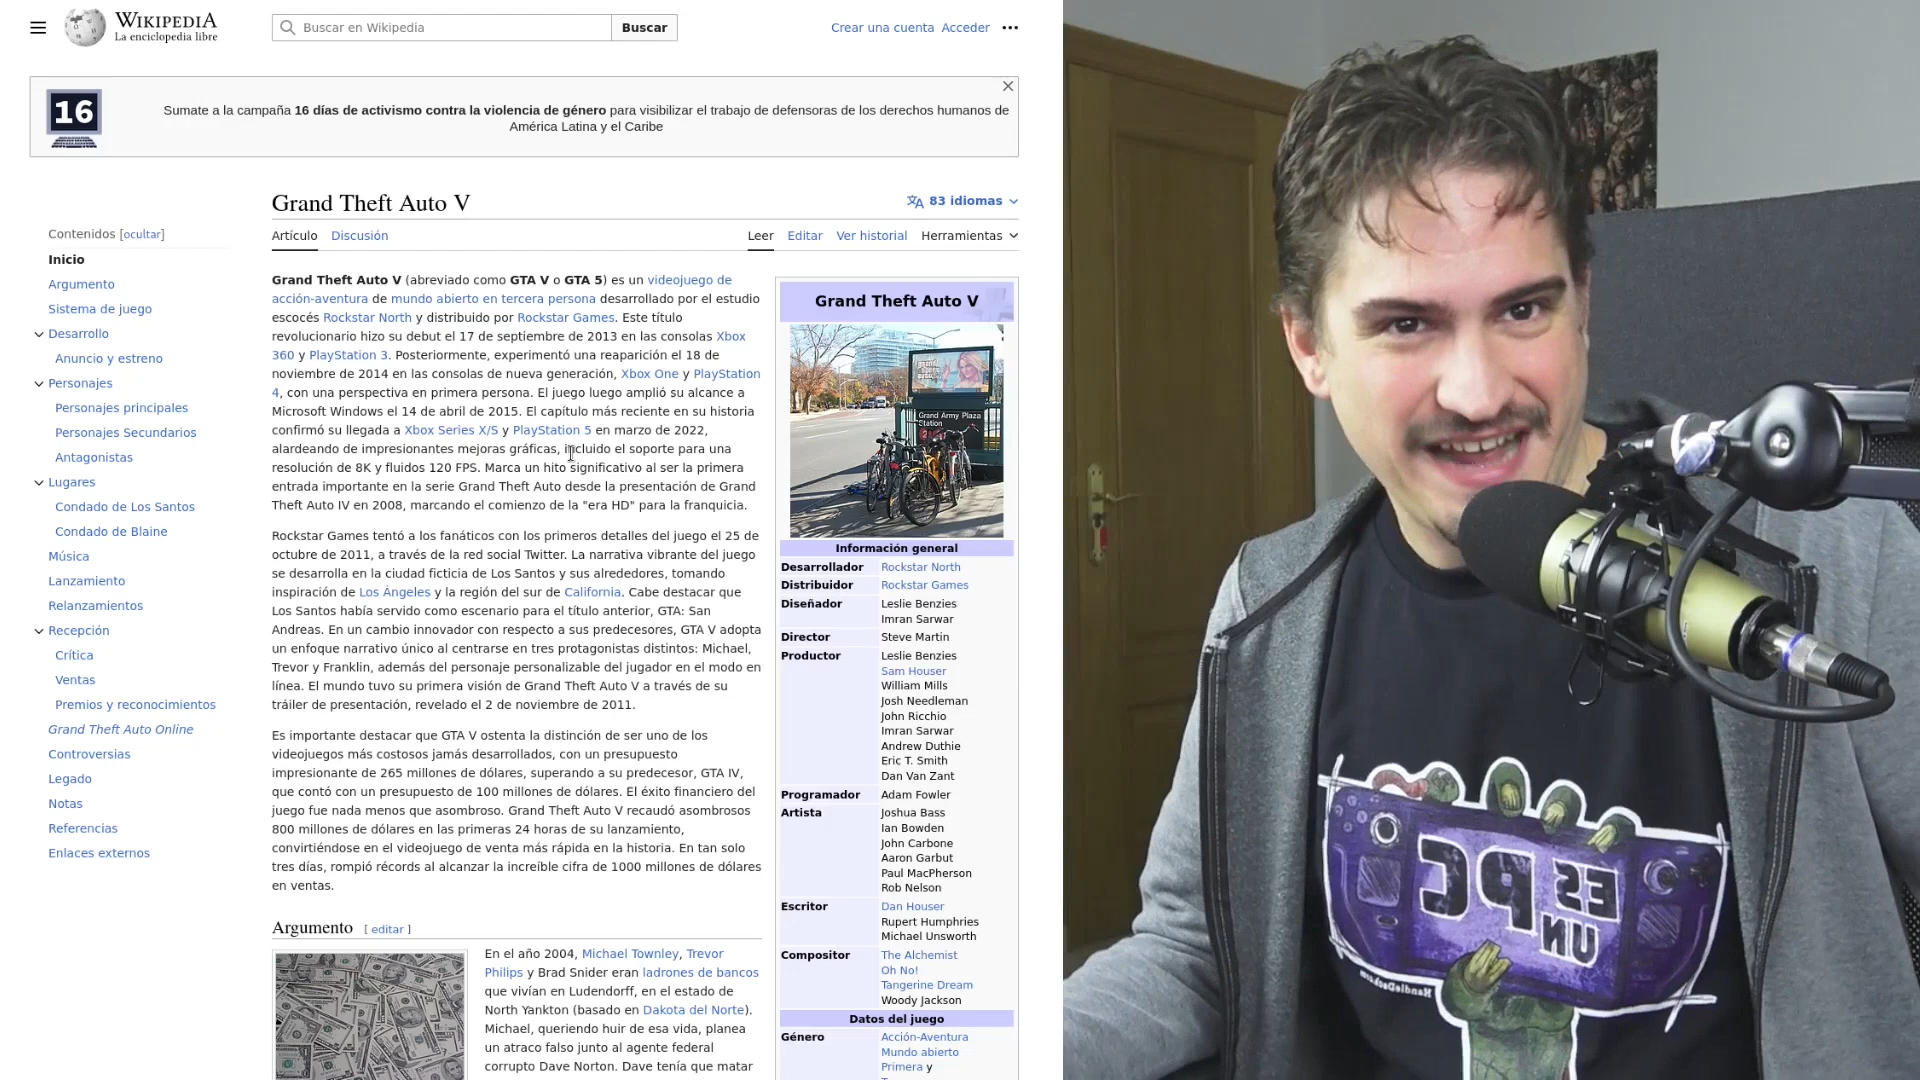 WIKIPEDIA
La enciclopedia libre
Buscar en Wikipedia
Buscar
Crear una cuenta
Acceder
16
Sumate a la campaña 16 días de activismo contra la violencia de género para visibilizar el trabajo de defensoras de los derechos humanos de
América Latina y el Caribe
Grand Theft Auto V
83 idiomas
Artículo
Discusión
Leer
Editar
Ver historial
Herramientas
Contenidos [ocultar]
Inicio
Argumento
Sistema de juego
Desarrollo
Anuncio y estreno
Personajes
Personajes principales
Personajes Secundarios
Antagonistas
Lugares
Condado de Los Santos
Condado de Blaine
Música
Lanzamiento
Relanzamientos
Recepción
Crítica
Ventas
Premios y reconocimientos
Grand Theft Auto Online
Controversias
Legado
Notas
Referencias
Enlaces externos
Grand Theft Auto V (abreviado como GTA V o GTA 5) es un videojuego de
acción-aventura de mundo abierto en tercera persona desarrollado por el estudio
escocés Rockstar North y distribuido por Rockstar Games. Este título
revolucionario hizo su debut el 17 de septiembre de 2013 en las consolas Xbox
360 y PlayStation 3. Posteriormente, experimentó una reaparición el 18 de
noviembre de 2014 en las consolas de nueva generación, Xbox One y PlayStation
4, con una perspectiva en primera persona. El juego luego amplió su alcance a
Microsoft Windows el 14 de abril de 2015. El capítulo más reciente en su historia
confirmó su llegada a Xbox Series X/S y PlayStation 5 en marzo de 2022,
alardeando de impresionantes mejoras gráficas, incluido el soporte para una
resolución de 8K y fluidos 120 FPS. Marca un hito significativo al ser la primera
entrada importante en la serie Grand Theft Auto desde la presentación de Grand
Theft Auto IV en 2008, marcando el comienzo de la "era HD" para la franquicia.
Rockstar Games tentó a los fanáticos con los primeros detalles del juego el 25 de
octubre de 2011, a través de la red social Twitter. La narrativa vibrante del juego
se desarrolla en la ciudad ficticia de Los Santos y sus alrededores, tomando
inspiración de Los Ángeles y la región del sur de California. Cabe destacar que
Los Santos había servido como escenario para el título anterior, GTA: San
Andreas. En un cambio innovador con respecto a sus predecesores, GTA V adopta
un enfoque narrativo único al centrarse en tres protagonistas distintos: Michael,
Trevor y Franklin, además del personaje personalizable del jugador en el modo en
línea. El mundo tuvo su primera visión de Grand Theft Auto V a través de su
tráiler de presentación, revelado el 2 de noviembre de 2011.
Es importante destacar que GTA V ostenta la distinción de ser uno de los
videojuegos más costosos jamás desarrollados, con un presupuesto
impresionante de 265 millones de dólares, superando a su predecesor, GTA IV,
que contó con un presupuesto de 100 millones de dólares. El éxito financiero del
juego fue nada menos que asombroso. Grand Theft Auto V recaudó asombrosos
800 millones de dólares en las primeras 24 horas de su lanzamiento,
convirtiéndose en el videojuego de venta más rápida en la historia. En tan solo
tres días, rompió récords al alcanzar la increíble cifra de 1000 millones de dólares
en ventas.
Argumento [ editar ]
En el año 2004, Michael Townley, Trevor
Philips y Brad Snider eran ladrones de bancos
que vivían en Ludendorff, en el estado de
North Yankton (basado en Dakota del Norte).
Michael, queriendo huir de esa vida, planea
un atraco falso junto al agente federal
corrupto Dave Norton. Dave tenía que matar
Grand Theft Auto V
Grand Army Plaza
Station
Información general
Desarrollador Rockstar North
Distribuidor Rockstar Games
Diseñador Leslie Benzies
Imran Sarwar
Director Steve Martin
Productor Leslie Benzies
Sam Houser
William Mills
Josh Needleman
John Ricchio
Imran Sarwar
Andrew Duthie
Eric T. Smith
Dan Van Zant
Programador Adam Fowler
Artista Joshua Bass
Ian Bowden
John Carbone
Aaron Garbut
Paul MacPherson
Rob Nelson
Escritor Dan Houser
Rupert Humphries
Michael Unsworth
Compositor The Alchemist
Oh No!
Tangerine Dream
Woody Jackson
Datos del juego
Género Acción-Aventura
Mundo abierto
Primera y
ES PC
UN